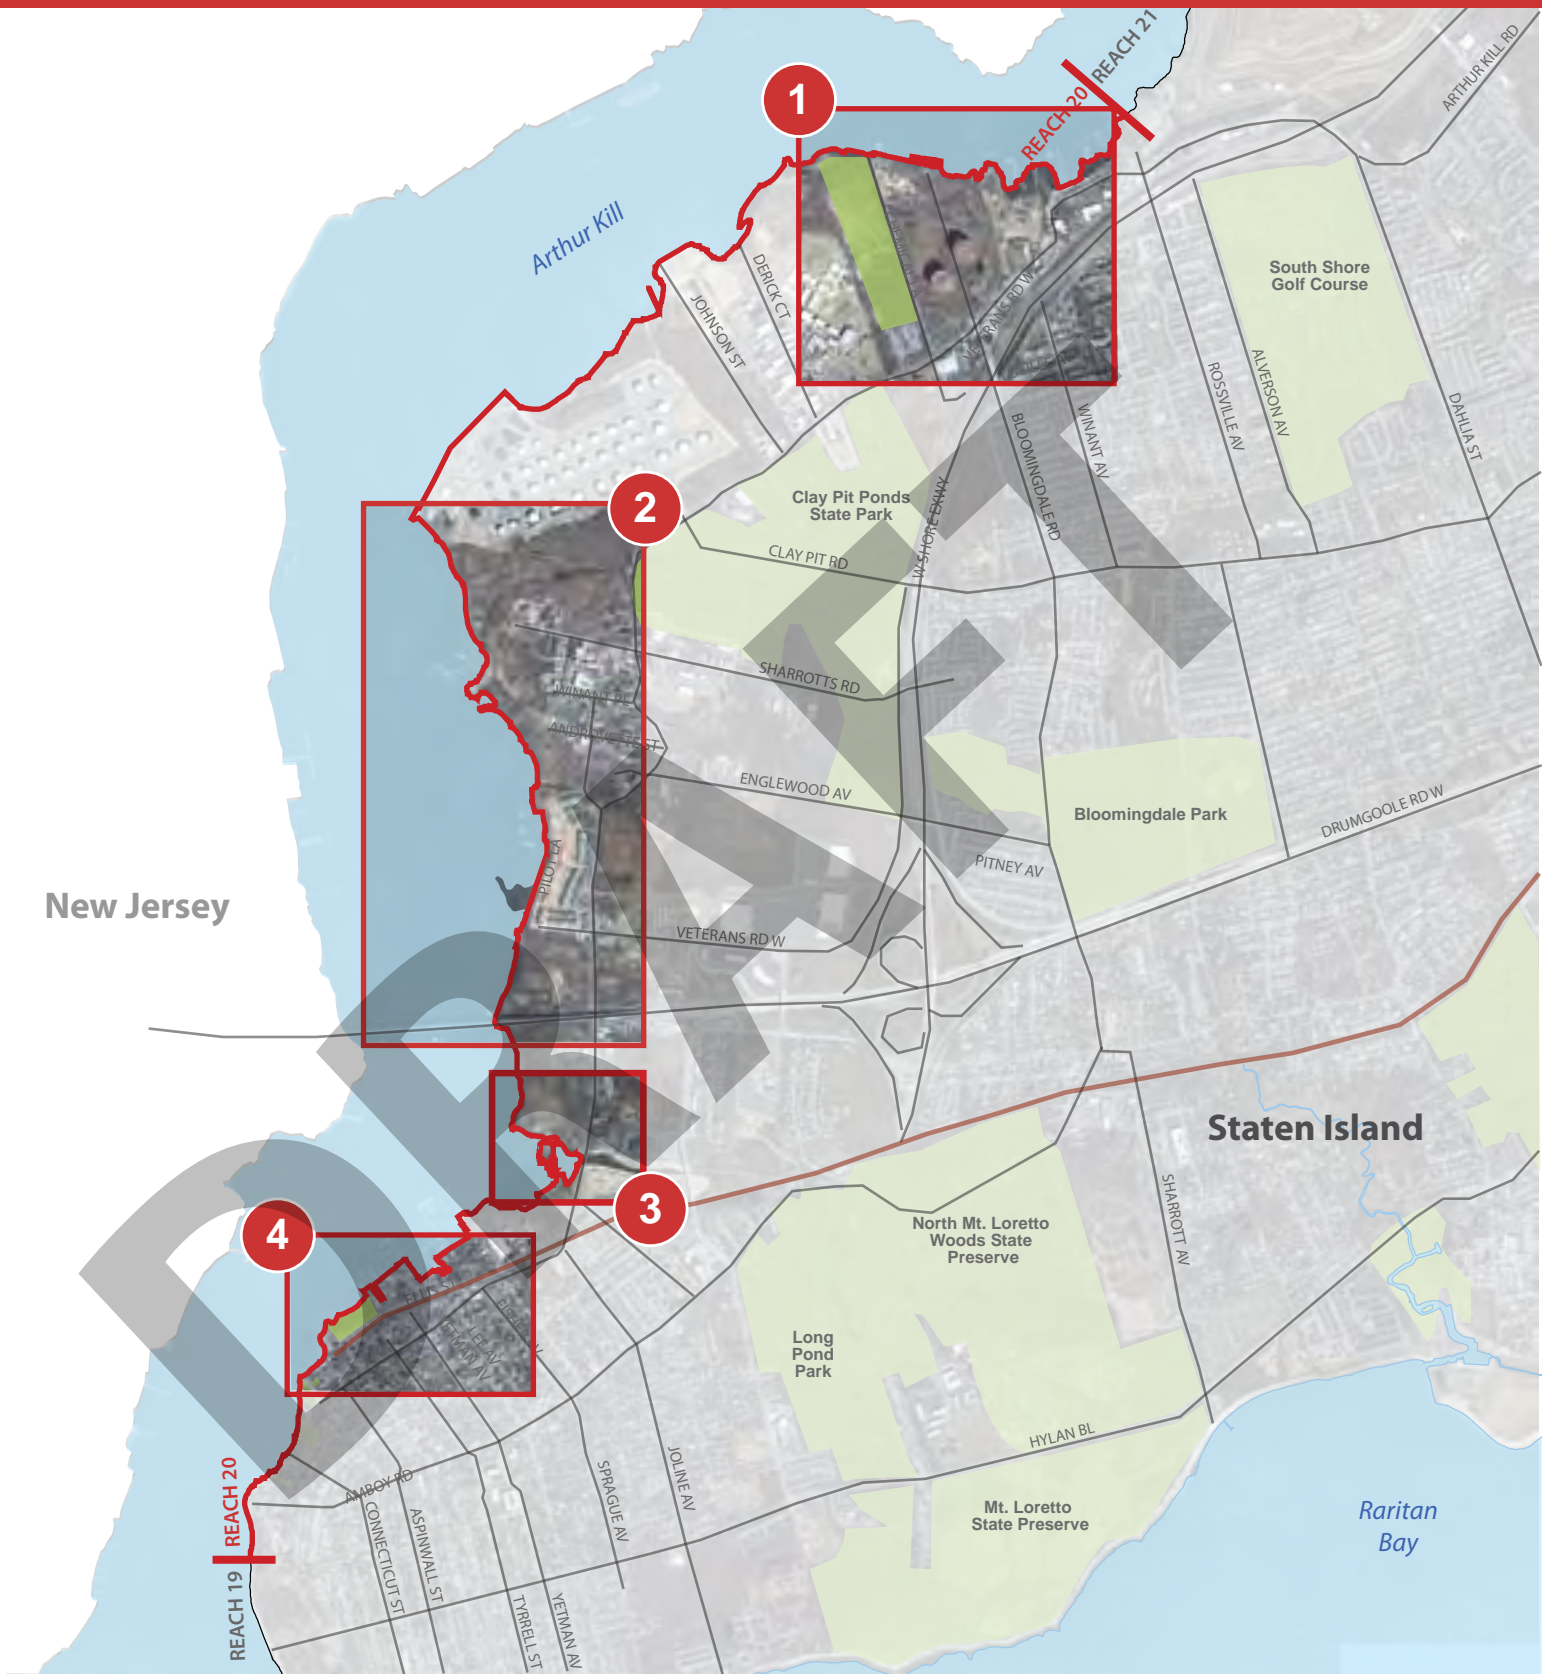 REACH 21
ARTHUR KILL RD
1
REACH 20
Arthur Kill
South Shore
Golf Course
DERICK CT
JOHNSON ST
VETERANS RD W
ROSSVILLE AV
ALVERSON AV
DAHLIA ST
BLOOMINGDALE RD
WINANT AV
Clay Pit Ponds
State Park
2
W SHORE EXWY
CLAY PIT RD
SHARROTTS RD
WINANT PL
ANDROVETTE ST
ENGLEWOOD AV
Bloomingdale Park
DRUMGOOLE RD W
PITNEY AV
PILOT LA
New Jersey
VETERANS RD W
DRAFT
Staten Island
SHARROTT AV
3
4
North Mt. Loretto
Woods State
Preserve
Long
Pond
Park
HYLAN BL
JOLINE AV
SPRAGUE AV
AMBOY RD
REACH 20
CONNECTICUT ST
ASPINWALL ST
Mt. Loretto
State Preserve
Raritan
Bay
REACH 19
TYRRELL ST
YETMAN AV